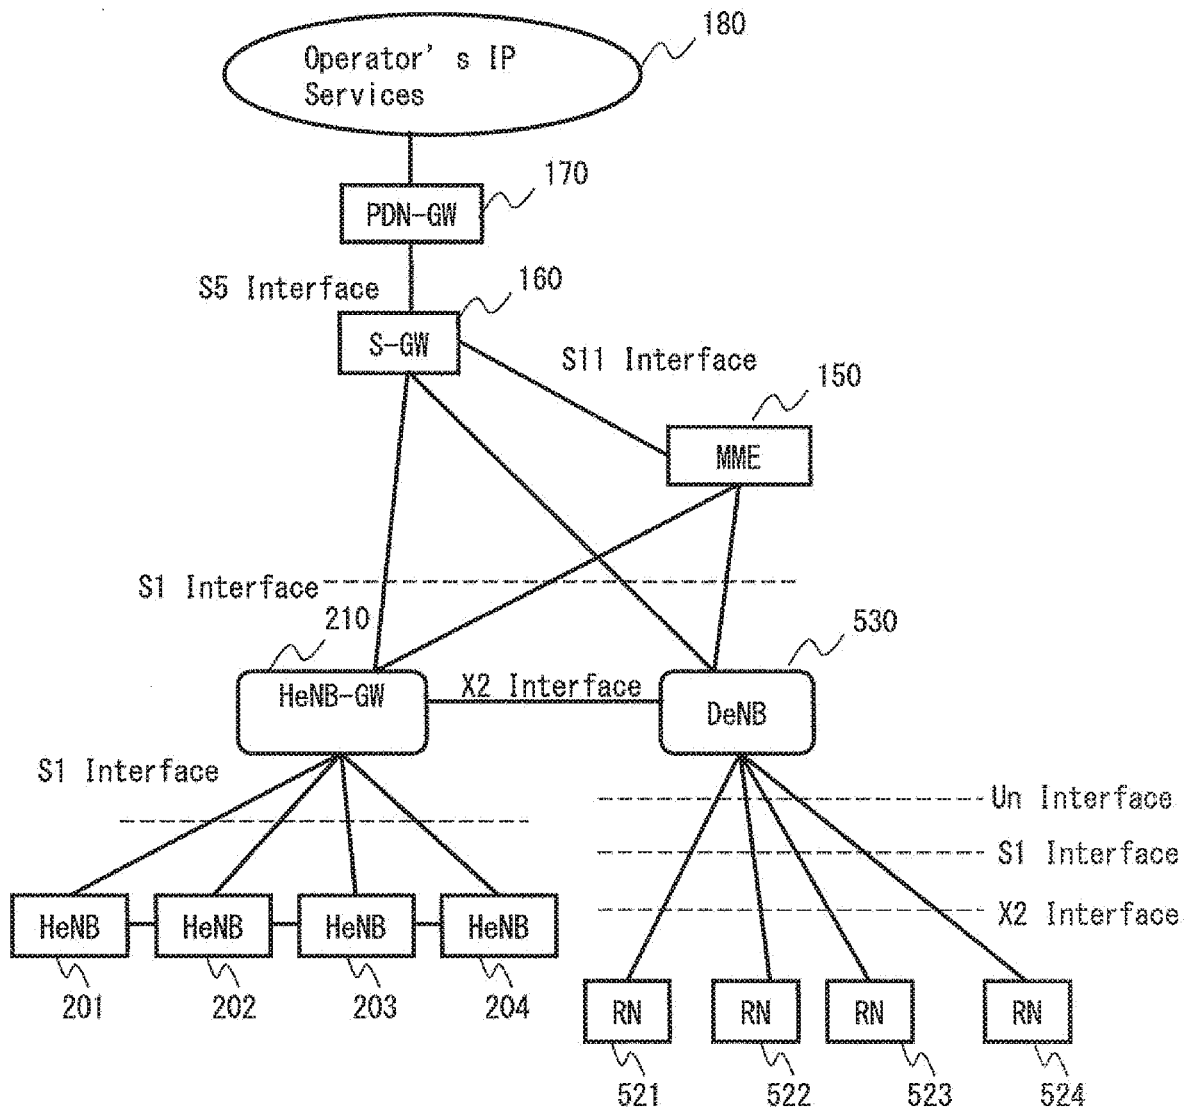 180
Operator's IP
Services
170
PDN-GW
S5 Interface
160
S-GW
S11 Interface
150
MME
S1 Interface
210
530
HeNB-GW
X2 Interface
DeNB
S1 Interface
Un Interface
S1 Interface
X2 Interface
HeNB
HeNB
HeNB
HeNB
201
202
203
204
RN
RN
RN
RN
521
522
523
524